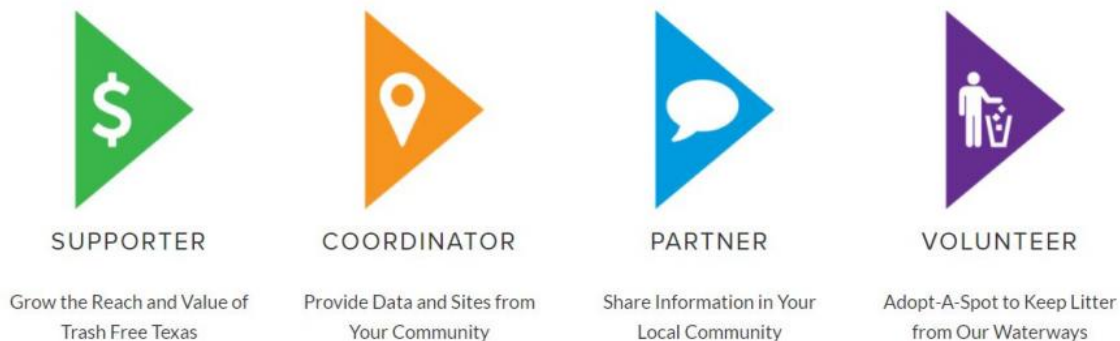 $
SUPPORTER
Grow the Reach and Value of
Trash Free Texas
COORDINATOR
Provide Data and Sites from
Your Community
PARTNER
Share Information in Your
Local Community
VOLUNTEER
Adopt-A-Spot to Keep Litter
from Our Waterways